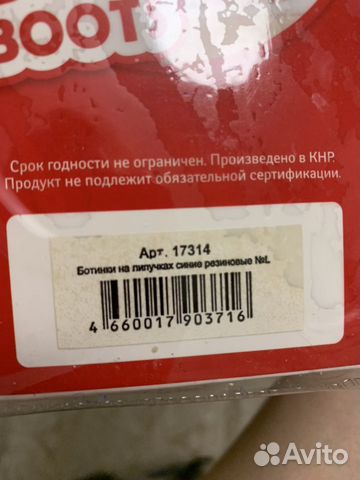 BOOTS
Срок годности не ограничен. Произведено в КНР.
Продукт не подлежит обязательной сертификации.
Арт. 17314
Ботинки на липучках синие резиновые №L
4 660017 903716
Avito